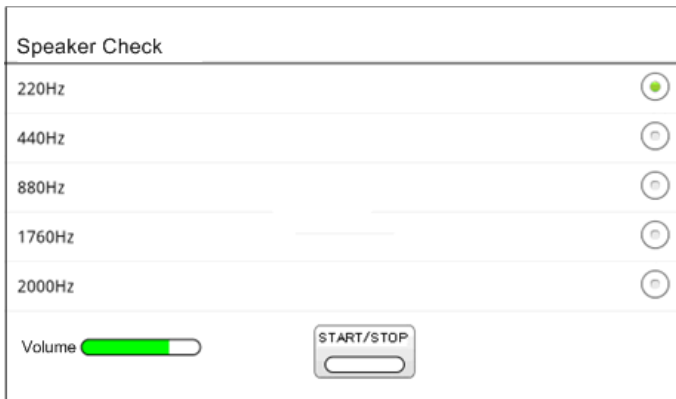 Speaker Check
220Hz
440Hz
880Hz
1760Hz
2000Hz
Volume
START/STOP